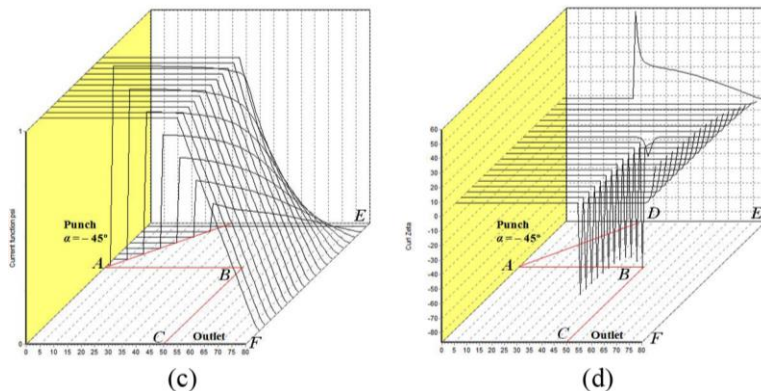 1
Current function psi
0
Punch
α = – 45°
A
B
C
E
F
Outlet
0 5 10 15 20 25 30 35 40 45 50 55 60 65 70 75 80
(c)
60
50
40
30
20
10
0
-10
-20
-30
-40
-50
-60
-70
-80
Curl Zeta
Punch
α = – 45°
A
B
C
D
E
F
Outlet
0 5 10 15 20 25 30 35 40 45 50 55 60 65 70 75 80
(d)